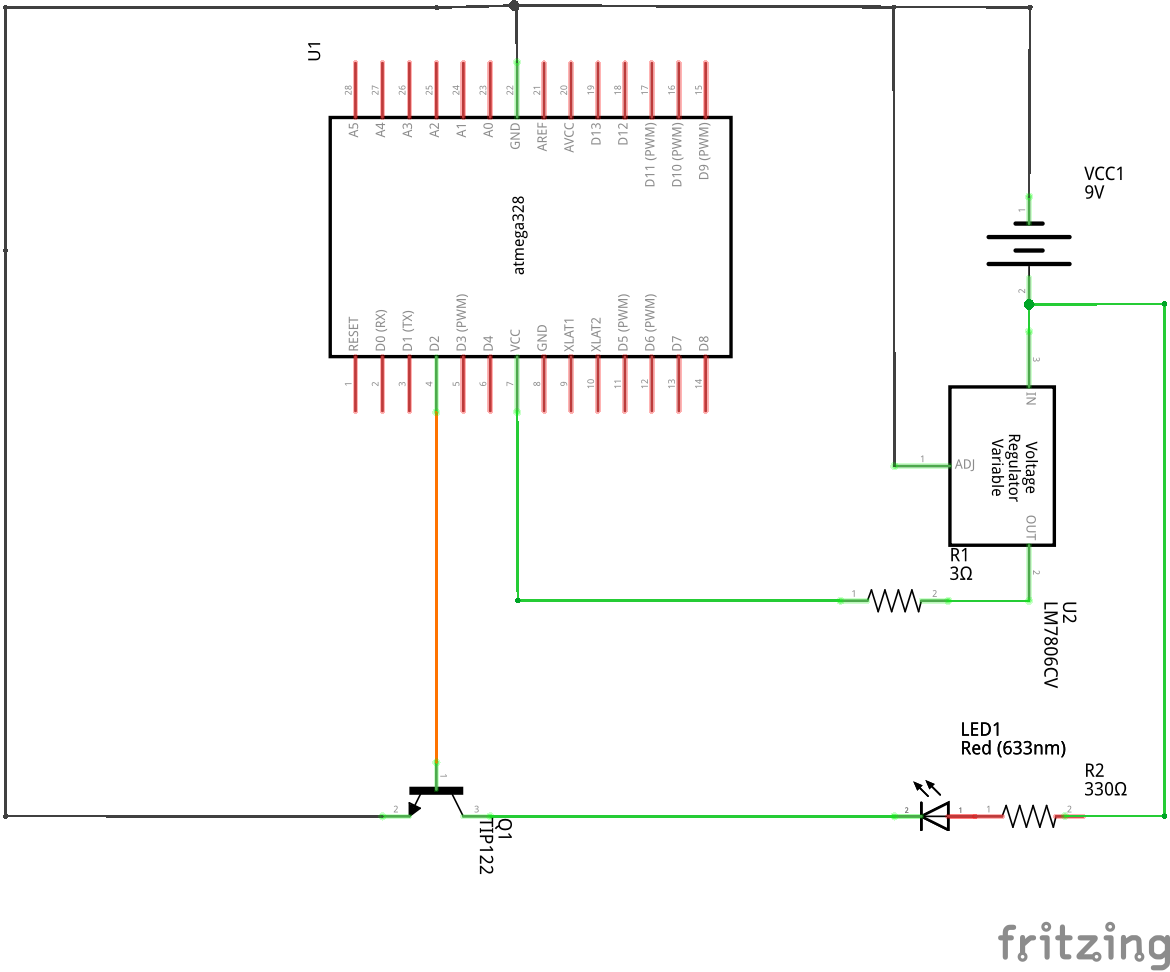 U1
28 27 26 25 24 23 22 21 20 19 18 17 16 15
A5 A4 A3 A2 A1 A0 GND AREF AVCC D13 D12 D11 (PWM) D10 (PWM) D9 (PWM)
atmega328
RESET D0 (RX) D1 (TX) D2 D3 (PWM) D4 VCC GND XLAT1 XLAT2 D5 (PWM) D6 (PWM) D7 D8
1 2 3 4 5 6 7 8 9 10 11 12 13 14
VCC1
9V
1
2
3
IN
1
ADJ
Voltage
Regulator
Variable
OUT
2
R1
3Ω
1 2
U2
LM7806CV
LED1
Red (633nm)
R2
330Ω
1
2 3
Q1
TIP122
2 1
1 2
fritzing